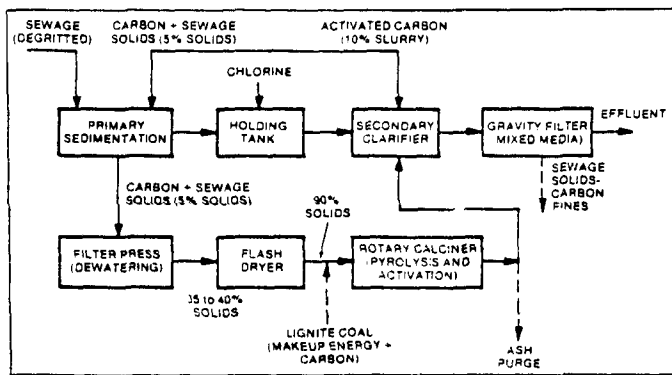 SEWAGE
(DEGRITTED)
CARBON + SEWAGE
SOLIDS (5% SOLIDS)
ACTIVATED CARBON
(10% SLURRY)
CHLORINE
PRIMARY
SEDIMENTATION
HOLDING
TANK
SECONDARY
CLARIFIER
GRAVITY FILTER
MIXED MEDIA)
EFFLUENT
CARBON + SEWAGE
SOLIDS (5% SOLIDS)
90%
SOLIDS
SEWAGE
SOLIDS-
CARBON
FINES
FILTER PRESS
(DEWATERING)
FLASH
DRYER
ROTARY CALCINER
(PYROLYSIS AND
ACTIVATION)
35 to 40%
SOLIDS
LIGNITE COAL
(MAKEUP ENERGY +
CARBON)
ASH
PURGE